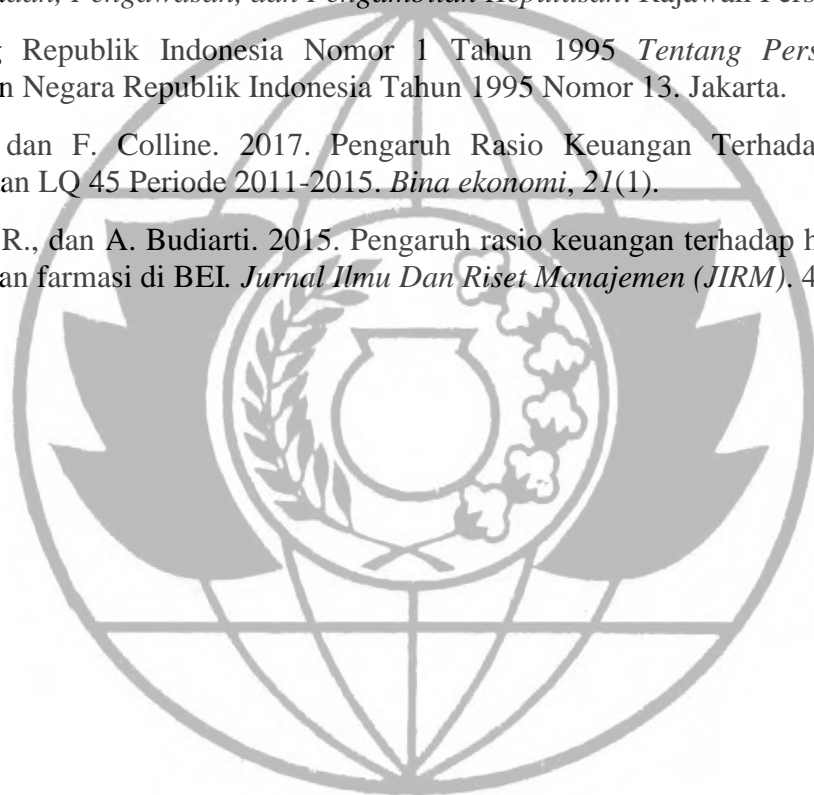 Pengawasan, dan Pengambilan Keputusan. Rajawali Pers
Republik Indonesia Nomor 1 Tahun 1995 Tentang Pers
Negara Republik Indonesia Tahun 1995 Nomor 13. Jakarta.
dan F. Colline. 2017. Pengaruh Rasio Keuangan Terhada
an LQ 45 Periode 2011-2015. Bina ekonomi, 21(1).
R., dan A. Budiarti. 2015. Pengaruh rasio keuangan terhadap h
an farmasi di BEI. Jurnal Ilmu Dan Riset Manajemen (JIRM). 4